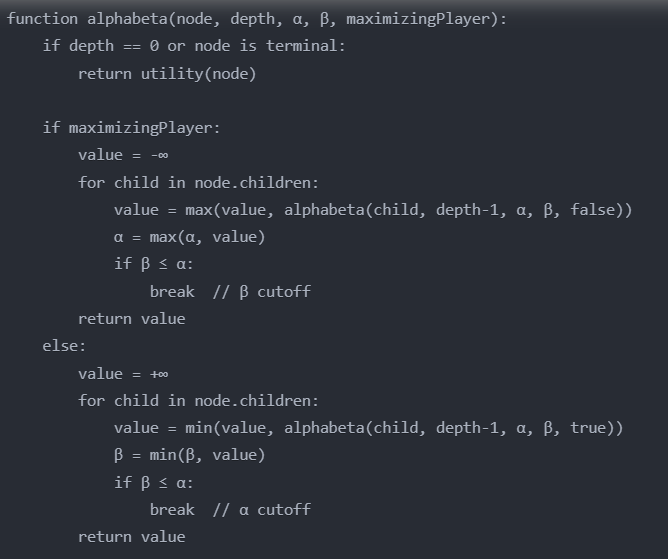 function alphabeta(node, depth, α, β, maximizingPlayer):
    if depth == 0 or node is terminal:
        return utility(node)

    if maximizingPlayer:
        value = -∞
        for child in node.children:
            value = max(value, alphabeta(child, depth-1, α, β, false))
            α = max(α, value)
            if β ≤ α:
                break  // β cutoff
        return value
    else:
        value = +∞
        for child in node.children:
            value = min(value, alphabeta(child, depth-1, α, β, true))
            β = min(β, value)
            if β ≤ α:
                break  // α cutoff
        return value